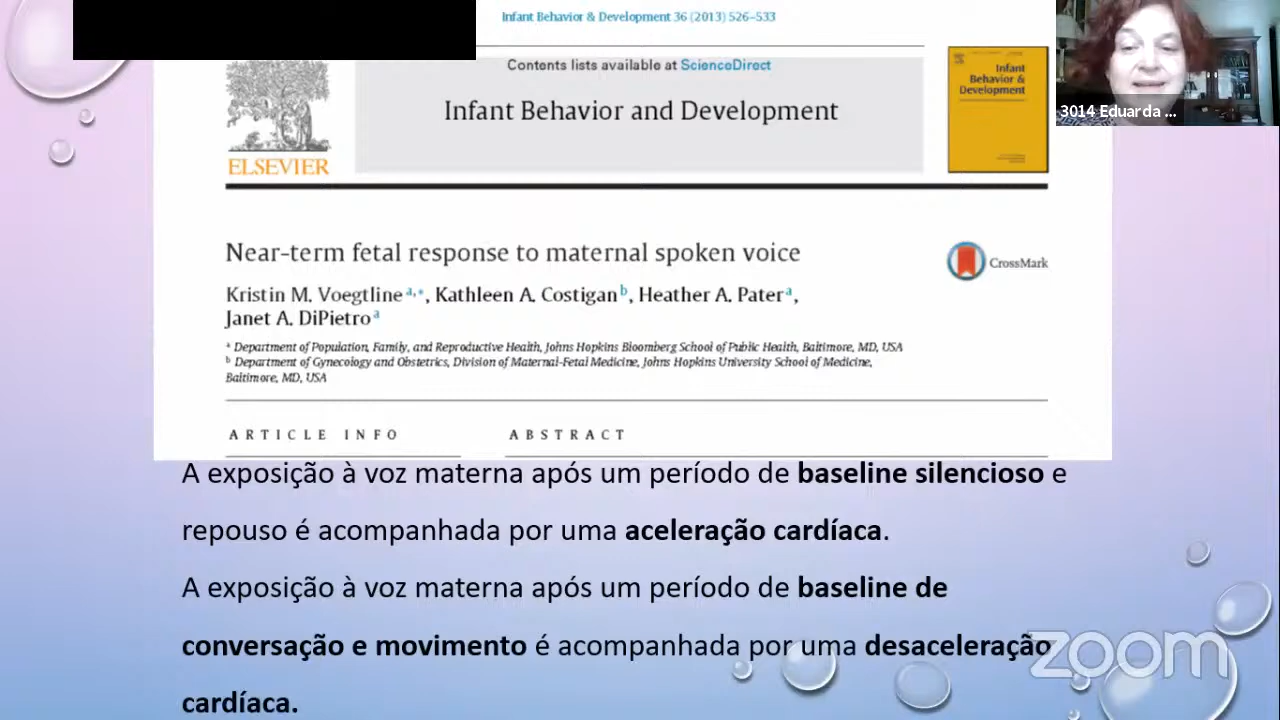 Infant Behavior & Development 36 (2013) 526–533
Contents lists available at ScienceDirect
Infant Behavior and Development
ELSEVIER
Infant
Behavior &
Development
3014 Eduarda ...
Near-term fetal response to maternal spoken voice
CrossMark
Kristin M. Voegtline a,*, Kathleen A. Costigan b, Heather A. Pater a,
Janet A. DiPietro a
a Department of Population, Family, and Reproductive Health, Johns Hopkins Bloomberg School of Public Health, Baltimore, MD, USA
b Department of Gynecology and Obstetrics, Division of Maternal-Fetal Medicine, Johns Hopkins University School of Medicine,
Baltimore, MD, USA
ARTICLE INFO
ABSTRACT
A exposição à voz materna após um período de baseline silencioso e
repouso é acompanhada por uma aceleração cardíaca.
A exposição à voz materna após um período de baseline de
conversação e movimento é acompanhada por uma desaceleração
cardíaca.
zoom